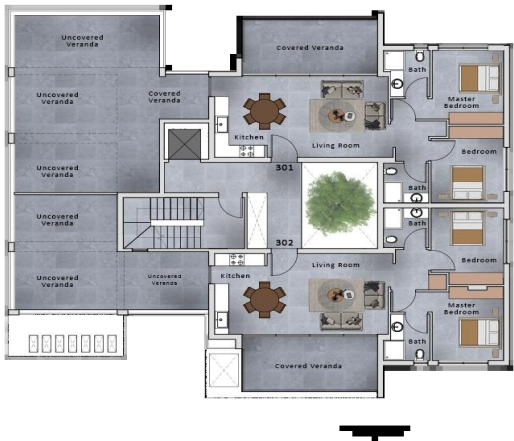 Uncovered
Veranda
Covered Veranda
Bath
Uncovered
Veranda
Covered
Veranda
Master
Bedroom
Kitchen
Living Room
Bedroom
301
Uncovered
Veranda
Bath
Uncovered
Veranda
Bath
302
Living Room
Bedroom
Kitchen
Uncovered
Veranda
Uncovered
Veranda
Master
Bedroom
Bath
Covered Veranda